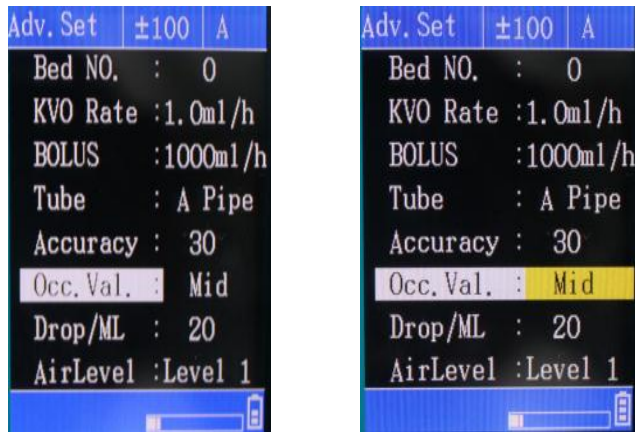 Adv. Set ±100 A
Bed NO. : 0
KVO Rate :1.0ml/h
BOLUS :1000ml/h
Tube : A Pipe
Accuracy : 30
Occ.Val. : Mid
Drop/ML : 20
AirLevel :Level 1
Adv. Set ±100 A
Bed NO. : 0
KVO Rate :1.0ml/h
BOLUS :1000ml/h
Tube : A Pipe
Accuracy : 30
Occ.Val. : Mid
Drop/ML : 20
AirLevel :Level 1